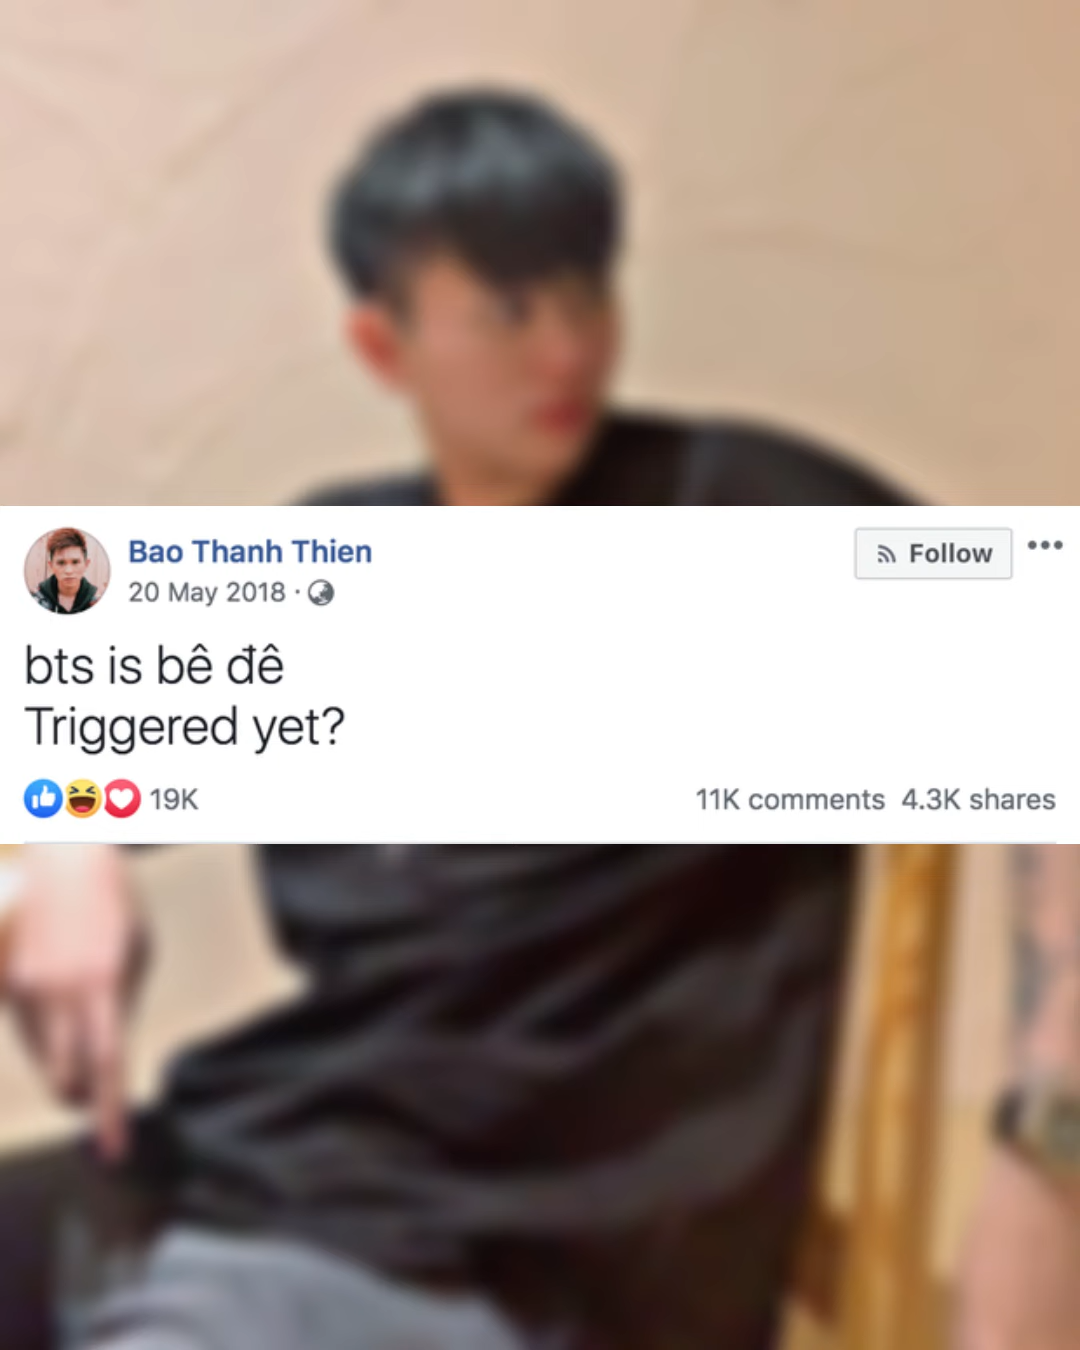 Bao Thanh Thien
Follow
20 May 2018
bts is bê đê
Triggered yet?
19K
11K comments 4.3K shares